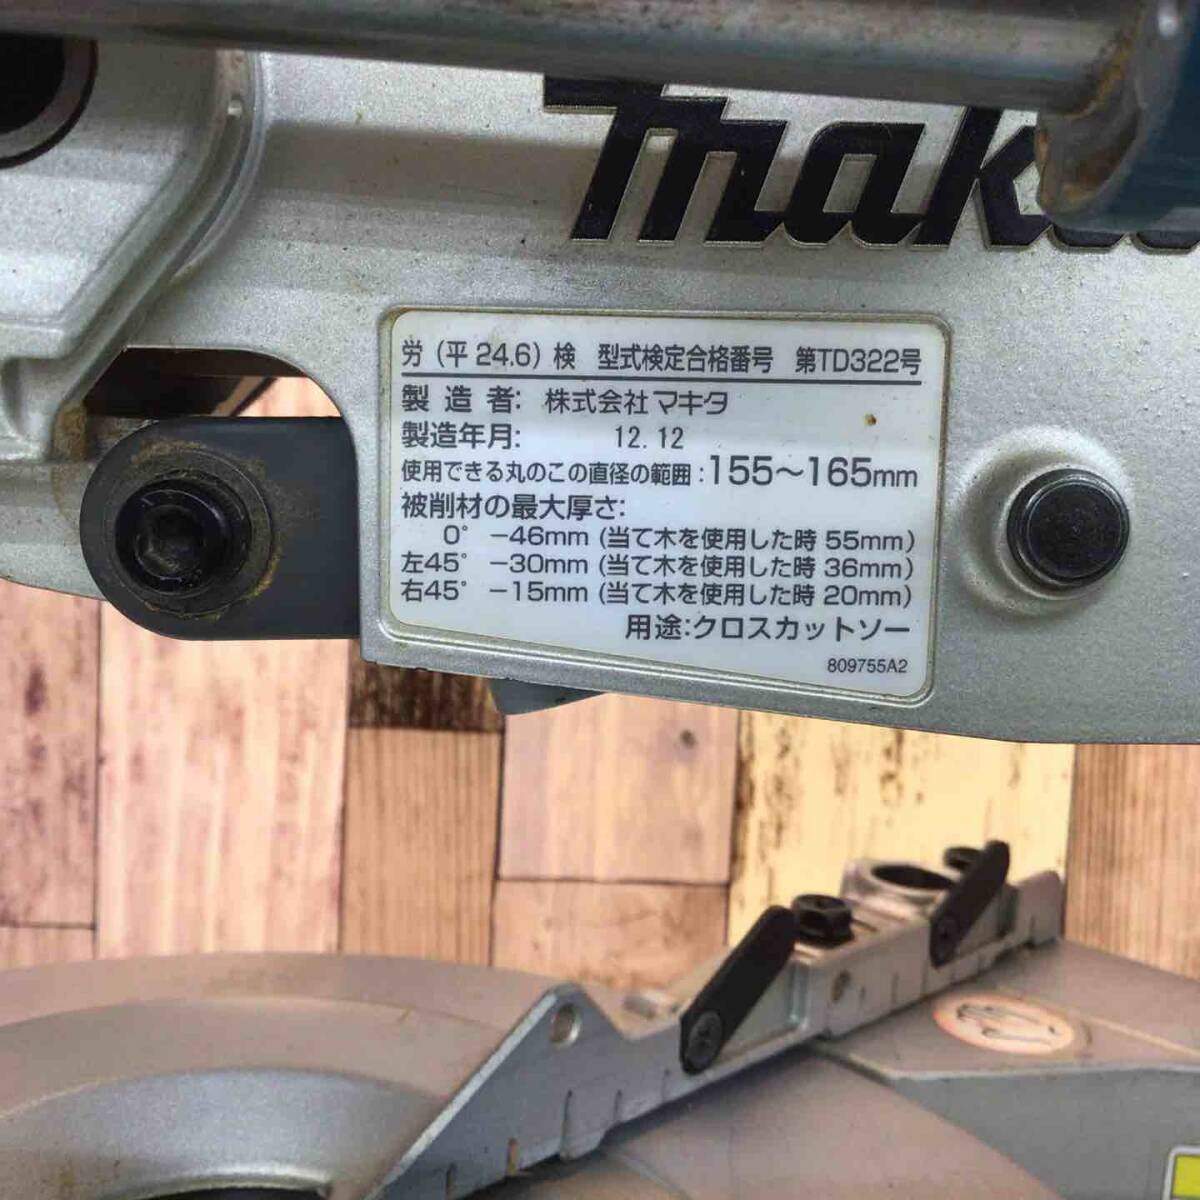 mak
労（平24.6）検　型式検定合格番号　第TD322号
製造者: 株式会社マキタ
製造年月: 12.12
使用できる丸のこの直径の範囲: 155～165mm
被削材の最大厚さ:
0° −46mm (当て木を使用した時 55mm)
左45° −30mm (当て木を使用した時 36mm)
右45° −15mm (当て木を使用した時 20mm)
用途:クロスカットソー
809755A2